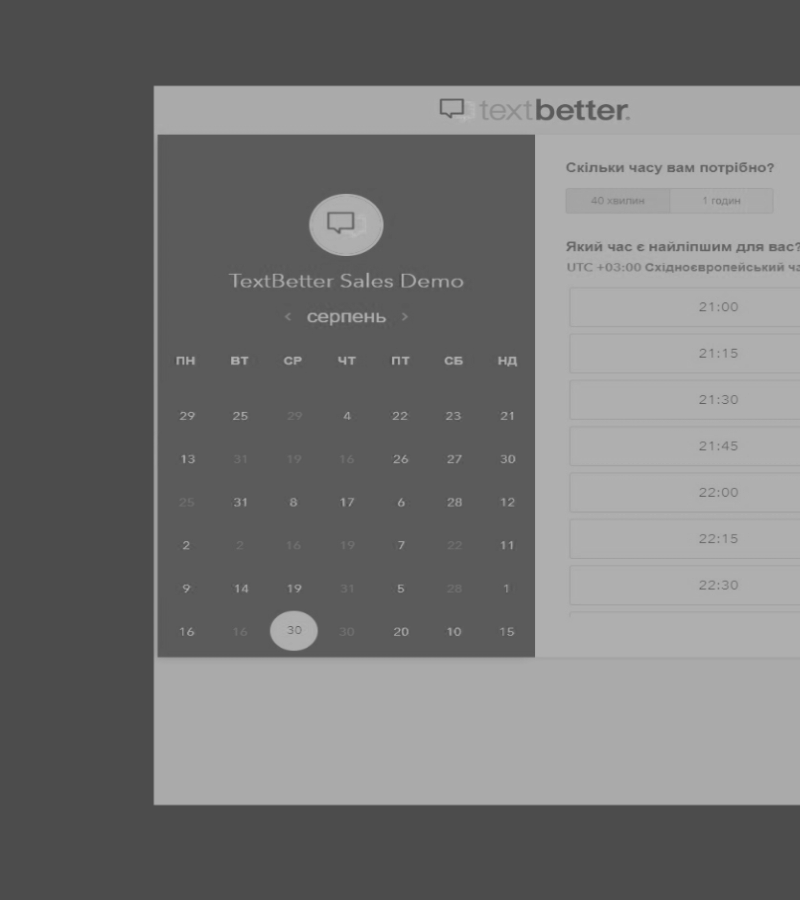 textbetter.
TextBetter Sales Demo
‹ серпень ›
ПН ВТ СР ЧТ ПТ СБ НД
29 25 29 4 22 23 21
13 31 19 16 26 27 30
25 31 8 17 6 28 12
2 2 16 19 7 22 11
9 14 19 31 5 28 1
16 16 30 30 20 10 15
Скільки часу вам потрібно?
40 хвилин 1 годин
Який час є найліпшим для вас?
UTC +03:00 Східноєвропейський
21:00
21:15
21:30
21:45
22:00
22:15
22:30